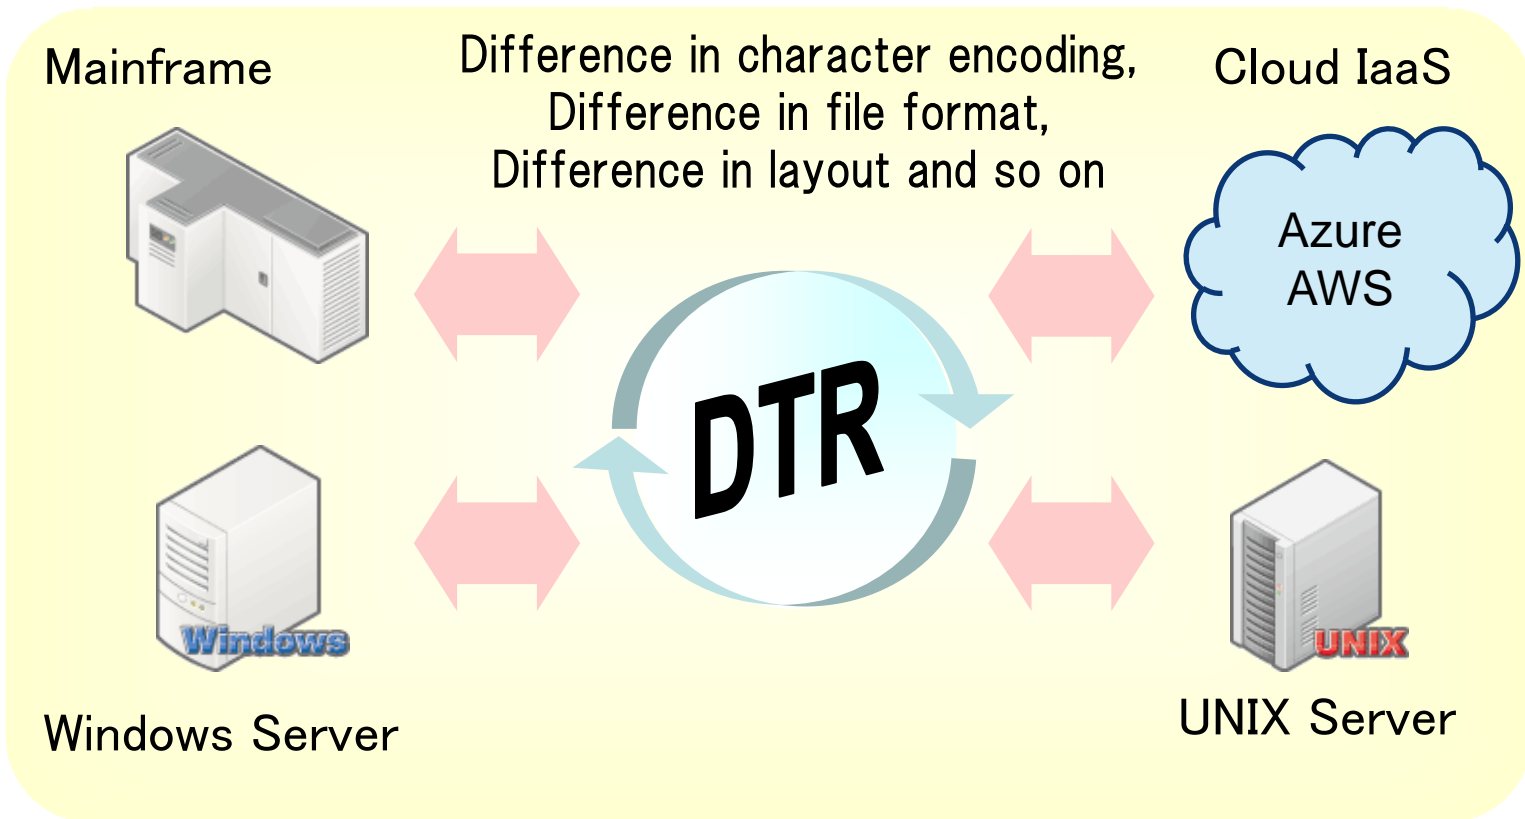 Mainframe
Difference in character encoding,
Difference in file format,
Difference in layout and so on
Cloud IaaS
Azure
AWS
DTR
Windows
Windows Server
UNIX
UNIX Server